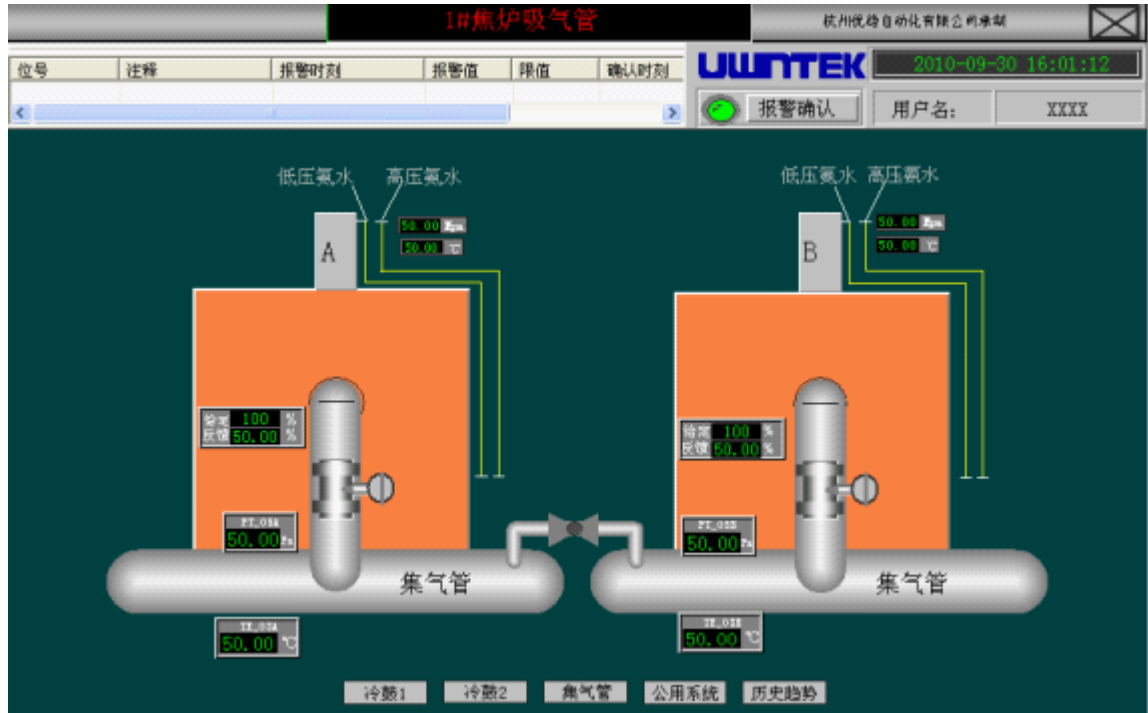 1#焦炉吸气管
杭州优稳自动化有限公司承制
位号 注释 报警时刻 报警值 限值 确认时刻
UWNTEK
2010-09-30 16:01:12
报警确认
用户名: XXXX
低压氨水 高压氨水
低压氨水 高压氨水
50.00
50.00 ℃
50.00
50.00 ℃
A
B
给定 100 %
反馈 50.00 %
给定 100 %
反馈 50.00 %
PT_03A
50.00 Pa
50.00 Pa
集气管
集气管
TE_03A
50.00 ℃
50.00 ℃
冷鼓1 冷鼓2 集气管 公用系统 历史趋势